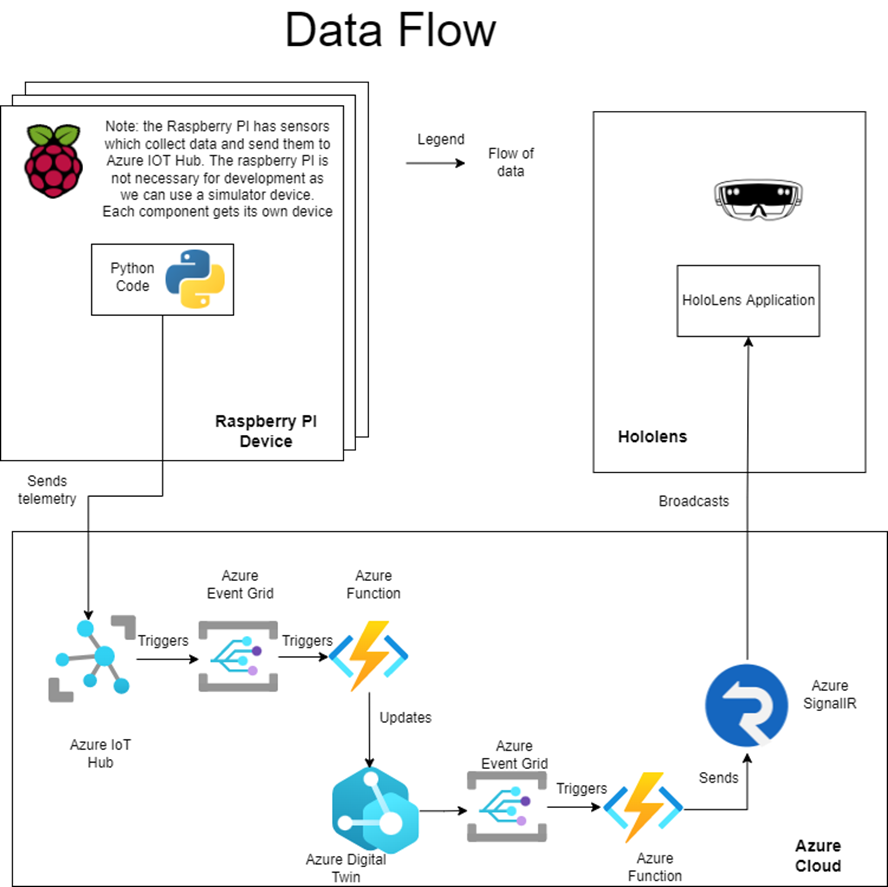 Data Flow
Note: the Raspberry PI has sensors
which collect data and send them to
Azure IOT Hub. The raspberry PI is
not necessary for development as
we can use a simulator device.
Each component gets its own device
Python
Code
Raspberry PI
Device
Legend
Flow of
data
HoloLens Application
Hololens
Sends
telemetry
Broadcasts
Azure
Event Grid
Azure
Function
Triggers
Triggers
Azure IoT
Hub
Updates
Azure
SignalIR
Azure
Event Grid
Triggers
Sends
Azure Digital
Twin
Azure
Function
Azure
Cloud